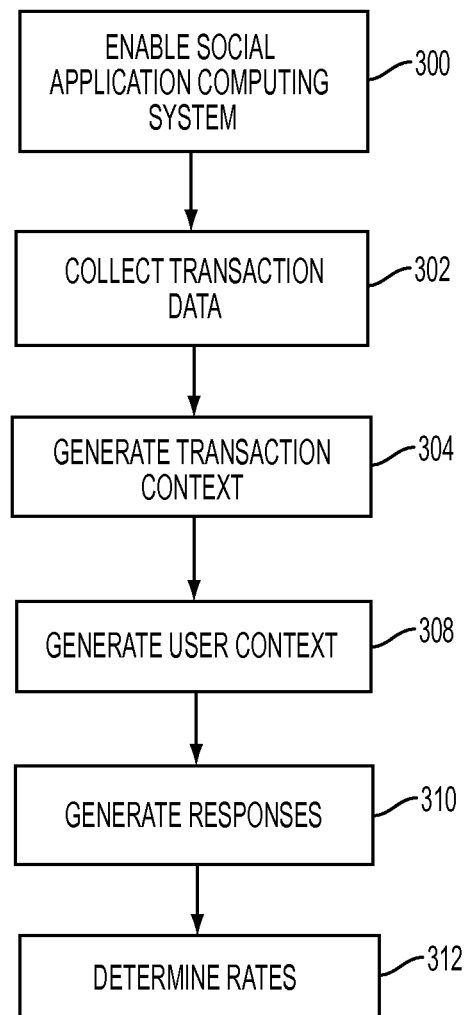 ENABLE SOCIAL
APPLICATION COMPUTING
SYSTEM
300
COLLECT TRANSACTION
DATA
302
GENERATE TRANSACTION
CONTEXT
304
GENERATE USER CONTEXT
308
GENERATE RESPONSES
310
DETERMINE RATES
312